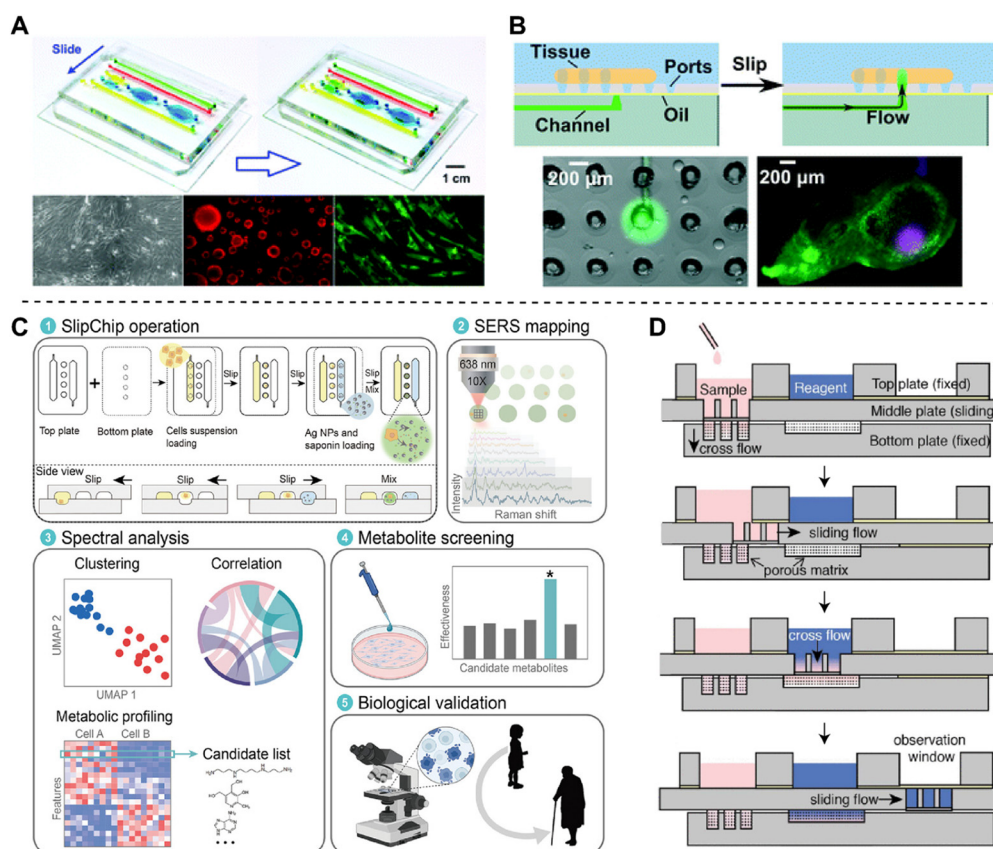 A
Slide
1 cm
B
Tissue
Ports
Slip
Channel
Oil
Flow
200 μm
200 μm
C
1 SlipChip operation
Top plate
Bottom plate
Slip
Cells suspension
loading
Slip
Slip
Ag NPs and
saponin loading
Slip
Mix
Side view
Slip
Slip
Slip
Mix
2 SERS mapping
638 nm
10X
Intensity
Raman shift
3 Spectral analysis
Clustering
Correlation
UMAP 2
UMAP 1
Metabolic profiling
Cell A
Cell B
Features
Candidate list
H₂N
NH₂
4 Metabolite screening
*
Effectiveness
Candidate metabolites
5 Biological validation
D
Sample
Reagent
Top plate (fixed)
Middle plate (sliding)
Bottom plate (fixed)
cross flow
sliding flow
porous matrix
cross flow
observation
window
sliding flow